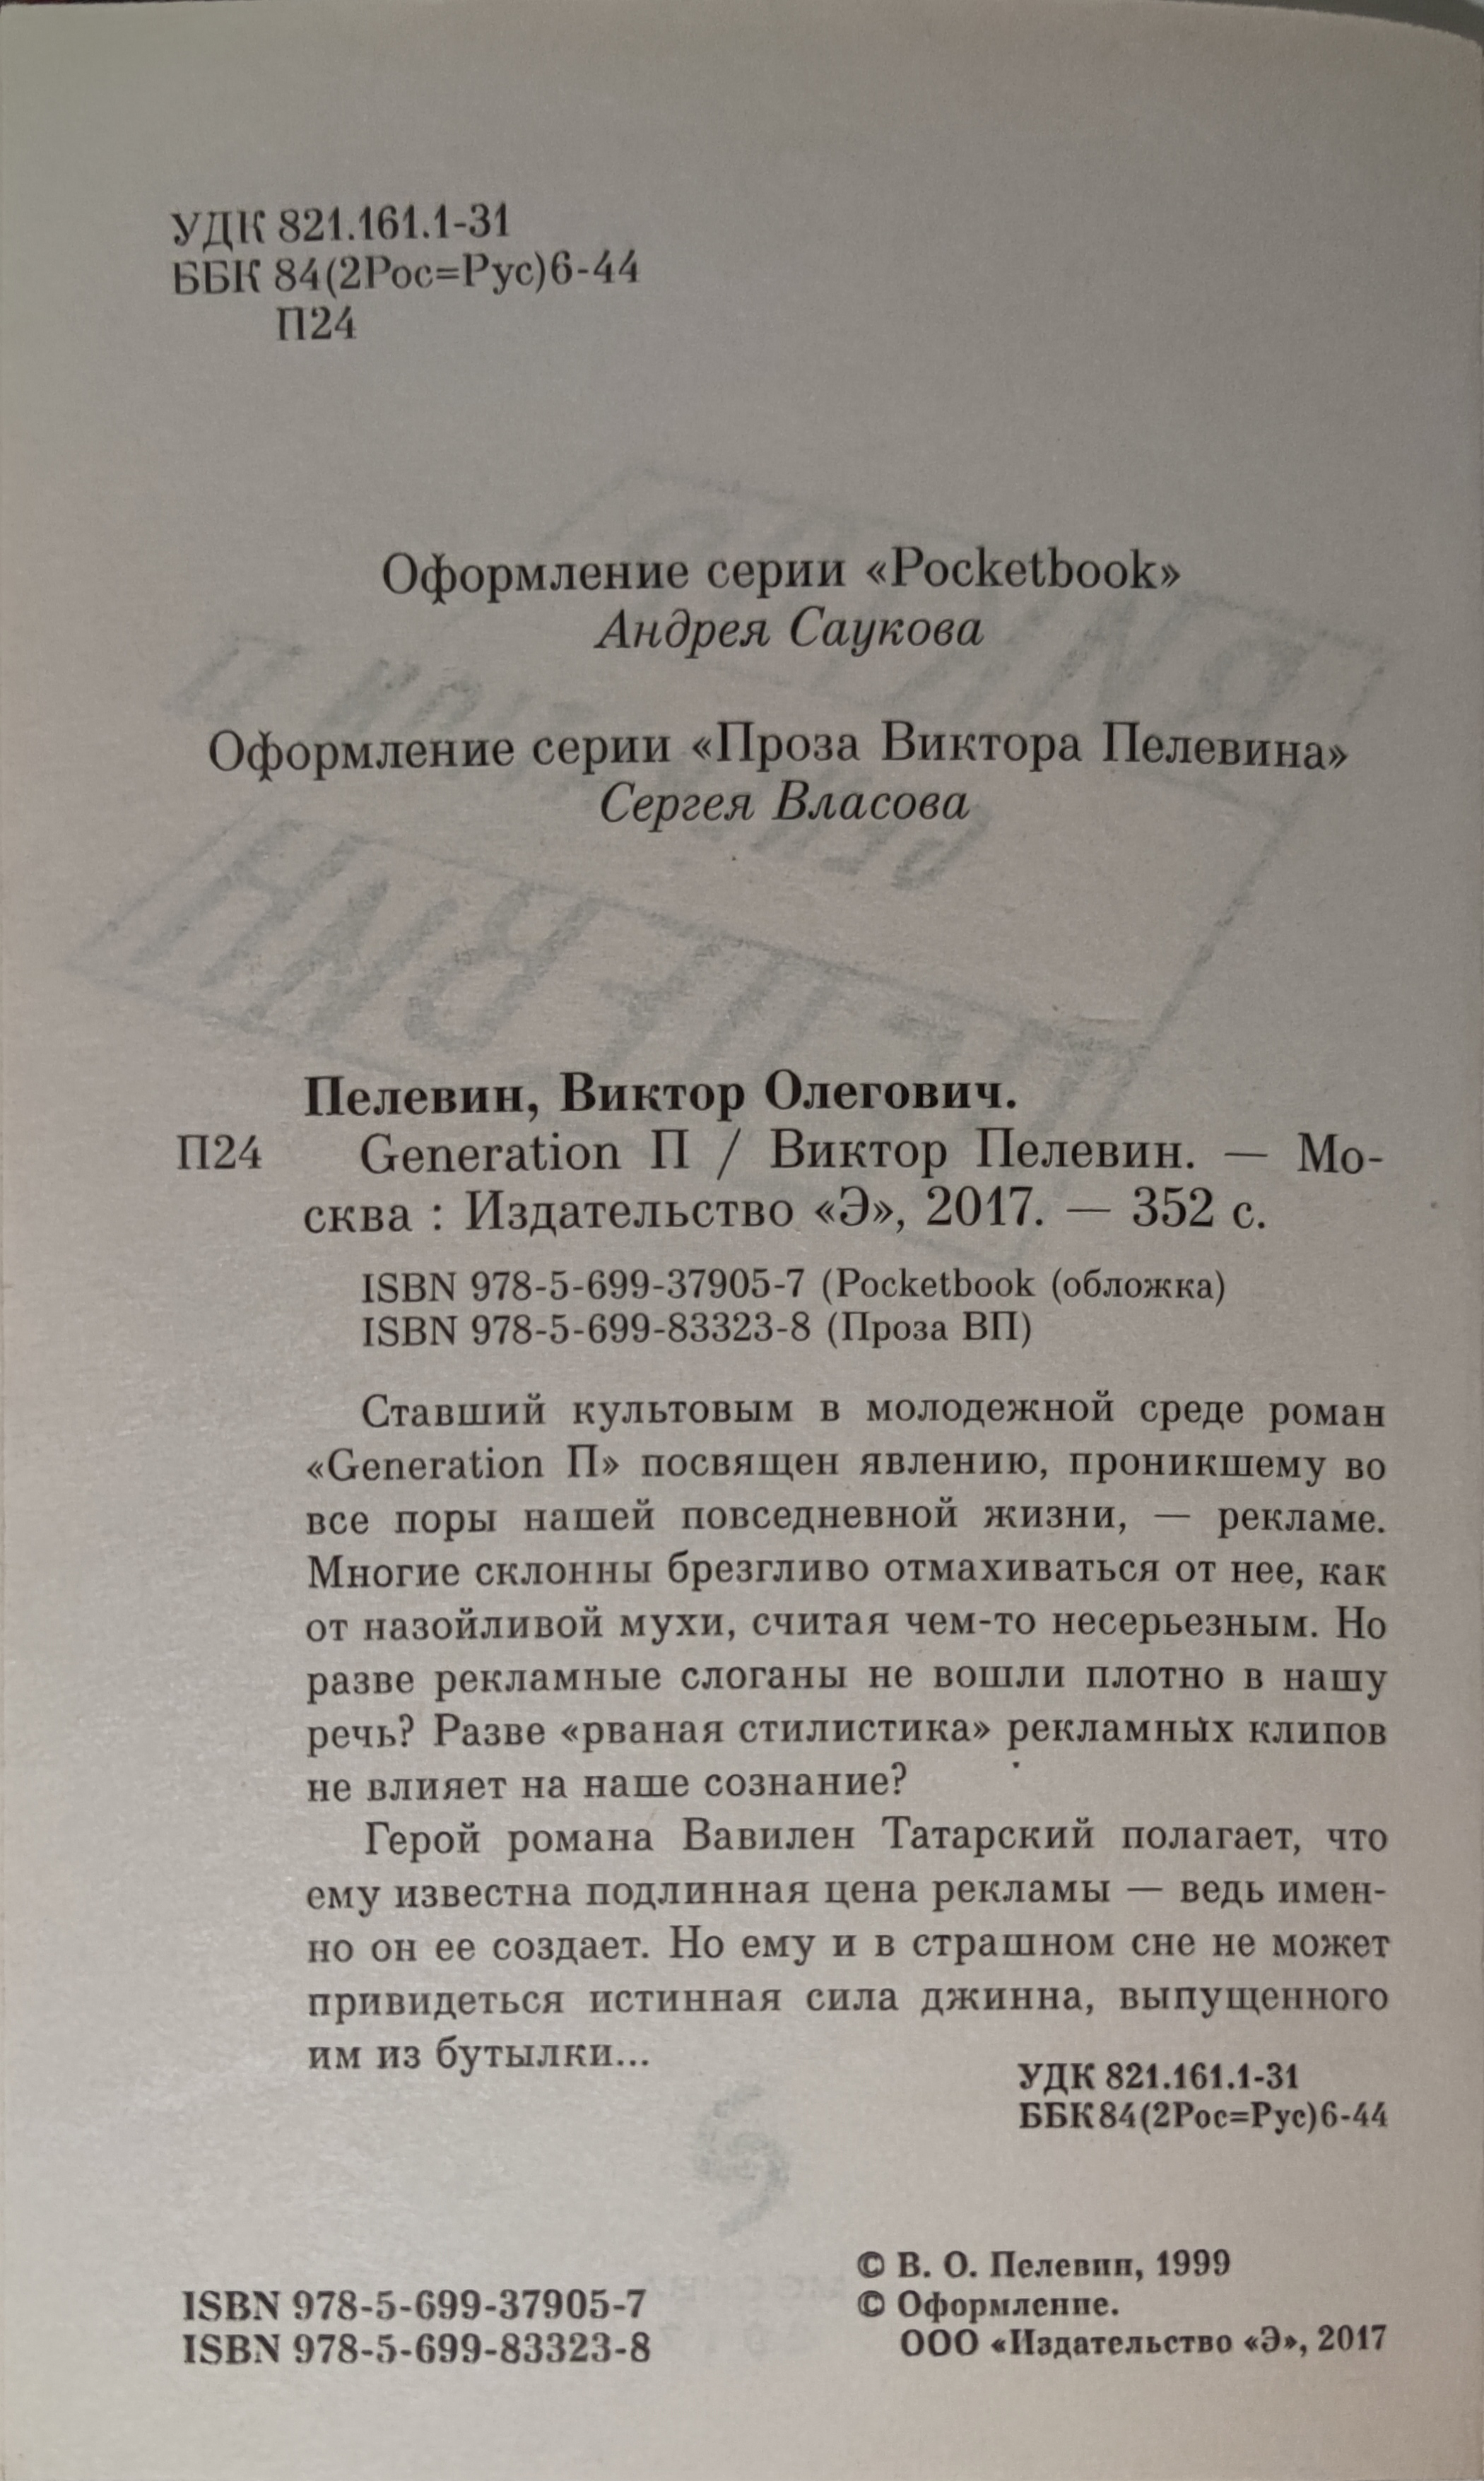 УДК 821.161.1-31
ББК 84(2Рос=Рус)6-44
П24
Оформление серии «Pocketbook»
Андрея Саукова
Оформление серии «Проза Виктора Пелевина»
Сергея Власова
Пелевин, Виктор Олегович.
П24 Generation П / Виктор Пелевин. — Мо-
сква : Издательство «Э», 2017. — 352 с.
ISBN 978-5-699-37905-7 (Pocketbook (обложка)
ISBN 978-5-699-83323-8 (Проза ВП)
Ставший культовым в молодежной среде роман
«Generation П» посвящен явлению, проникшему во
все поры нашей повседневной жизни, — рекламе.
Многие склонны брезгливо отмахиваться от нее, как
от назойливой мухи, считая чем-то несерьезным. Но
разве рекламные слоганы не вошли плотно в нашу
речь? Разве «рваная стилистика» рекламных клипов
не влияет на наше сознание?
Герой романа Вавилен Татарский полагает, что
ему известна подлинная цена рекламы — ведь имен-
но он ее создает. Но ему и в страшном сне не может
привидеться истинная сила джинна, выпущенного
им из бутылки...
УДК 821.161.1-31
ББК84(2Рос=Рус)6-44
© В. О. Пелевин, 1999
© Оформление.
ООО «Издательство «Э», 2017
ISBN 978-5-699-37905-7
ISBN 978-5-699-83323-8